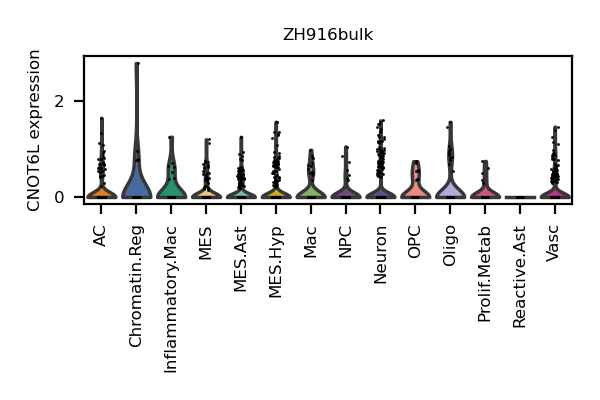 ZH916bulk
CNOT6L expression
2
0
AC
Chromatin.Reg
Inflammatory.Mac
MES
MES.Ast
MES.Hyp
Mac
NPC
Neuron
OPC
Oligo
Prolif.Metab
Reactive.Ast
Vasc